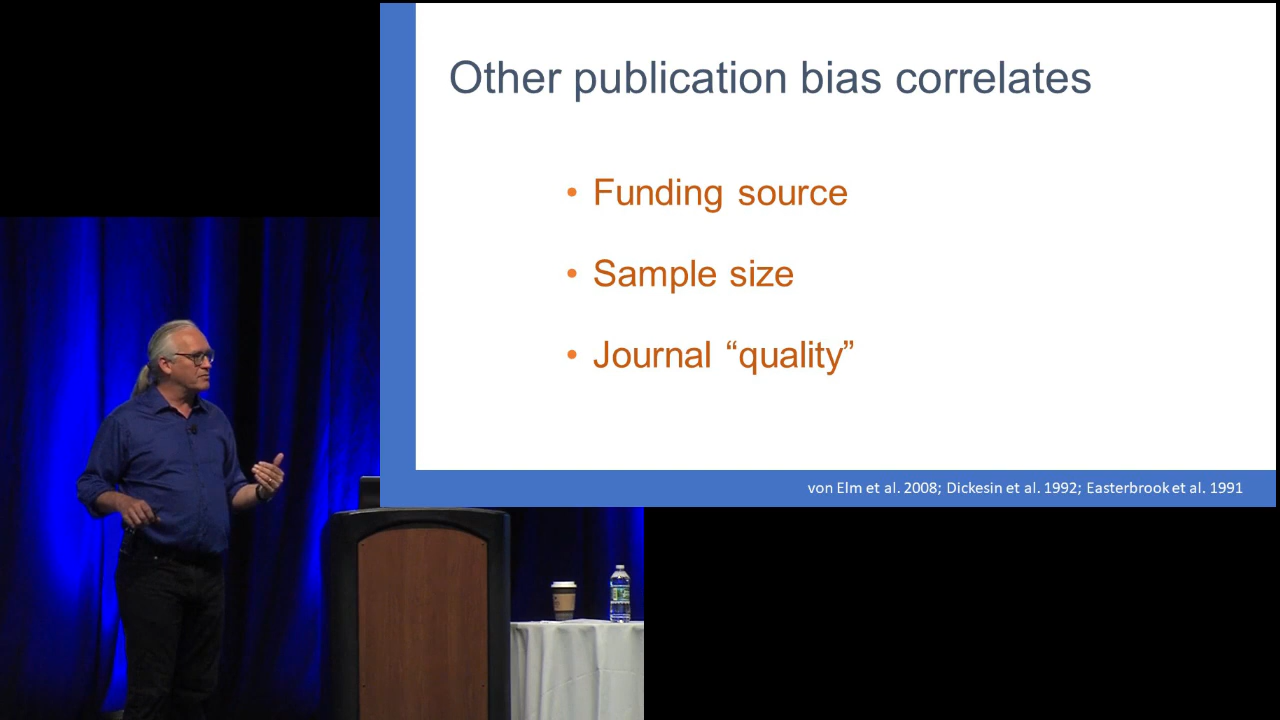 Other publication bias correlates
• Funding source
• Sample size
• Journal “quality”
von Elm et al. 2008; Dickesin et al. 1992; Easterbrook et al. 1991